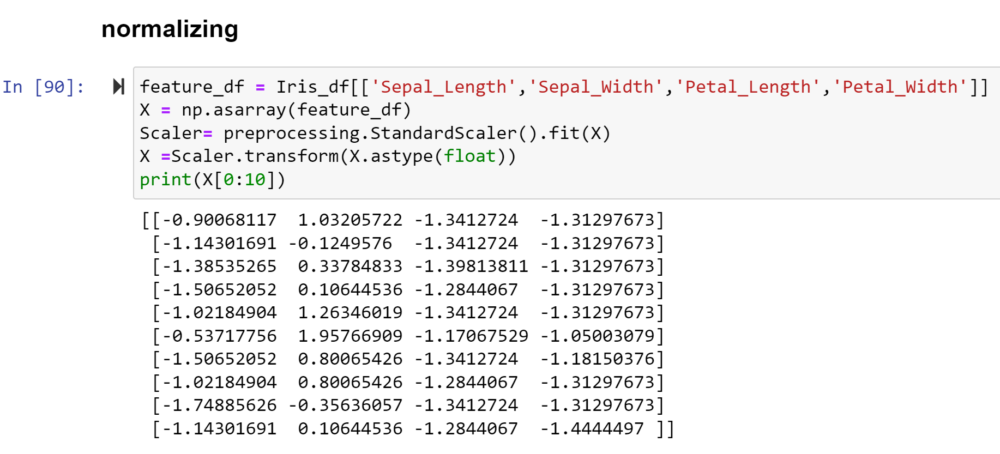 normalizing
In [90]:
feature_df = Iris_df[['Sepal_Length','Sepal_Width','Petal_Length','Petal_Width']]
X = np.asarray(feature_df)
Scaler= preprocessing.StandardScaler().fit(X)
X =Scaler.transform(X.astype(float))
print(X[0:10])
[[-0.90068117  1.03205722 -1.3412724  -1.31297673]
 [-1.14301691 -0.1249576  -1.3412724  -1.31297673]
 [-1.38535265  0.33784833 -1.39813811 -1.31297673]
 [-1.50652052  0.10644536 -1.2844067  -1.31297673]
 [-1.02184904  1.26346019 -1.3412724  -1.31297673]
 [-0.53717756  1.95766909 -1.17067529 -1.05003079]
 [-1.50652052  0.80065426 -1.3412724  -1.18150376]
 [-1.02184904  0.80065426 -1.2844067  -1.31297673]
 [-1.74885626 -0.35636057 -1.3412724  -1.31297673]
 [-1.14301691  0.10644536 -1.2844067  -1.4444497 ]]